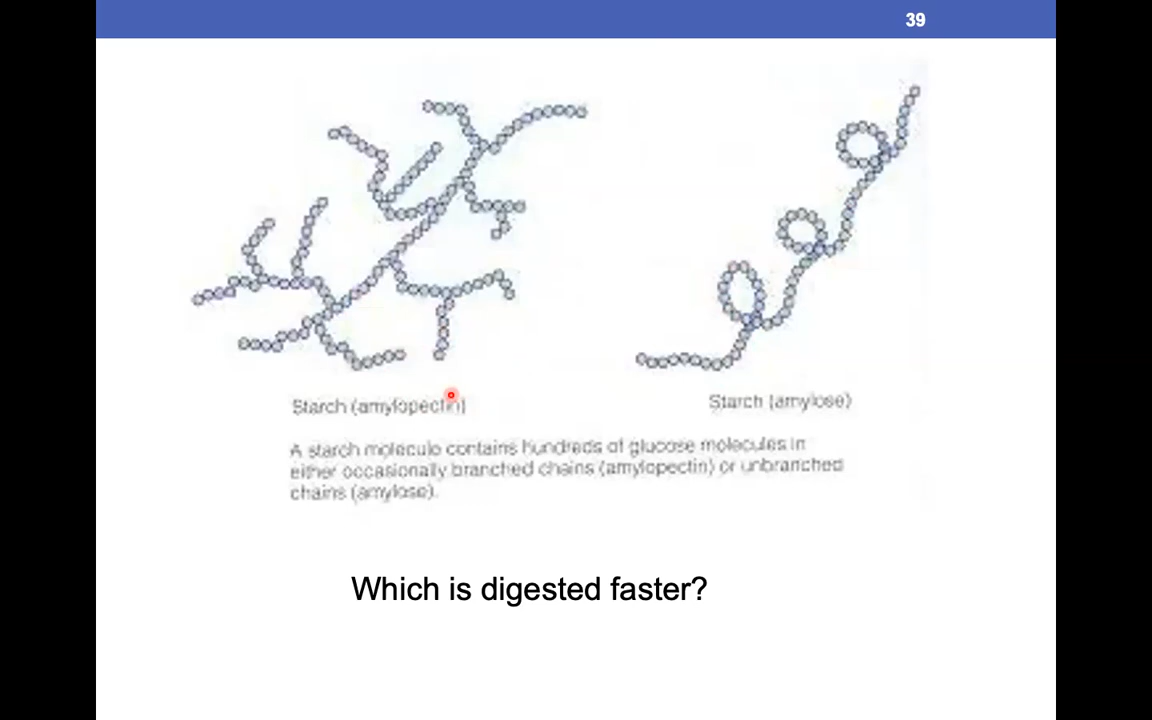 39
Starch (amylopectin)
Starch (amylose)
A starch molecule contains hundreds of glucose molecules in
either occasionally branched chains (amylopectin) or unbranched
chains (amylose).
Which is digested faster?